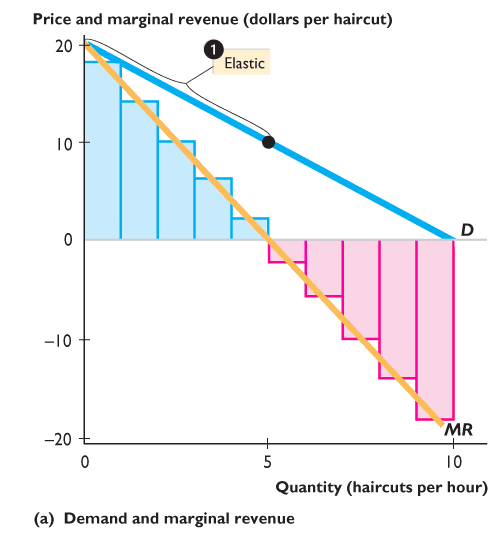 Price and marginal revenue (dollars per haircut)
20
1
Elastic
10
0
D
–10
MR
–20
0
5
10
Quantity (haircuts per hour)
(a) Demand and marginal revenue